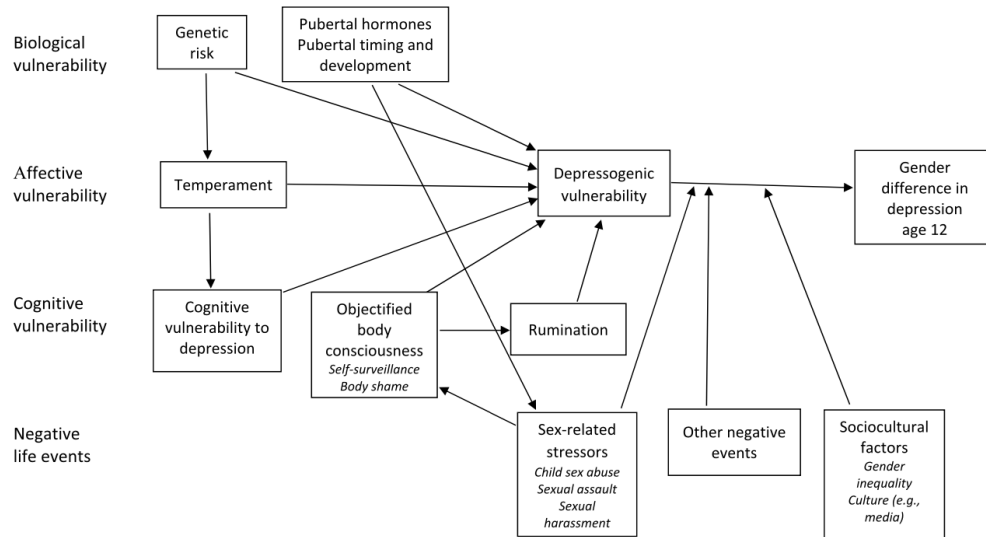 Biological
vulnerability
Genetic
risk
Pubertal hormones
Pubertal timing and
development
Affective
vulnerability
Temperament
Depressogenic
vulnerability
Gender
difference in
depression
age 12
Cognitive
vulnerability
Cognitive
vulnerability to
depression
Objectified
body
consciousness
Self-surveillance
Body shame
Rumination
Negative
life events
Sex-related
stressors
Child sex abuse
Sexual assault
Sexual
harassment
Other negative
events
Sociocultural
factors
Gender
inequality
Culture (e.g.,
media)